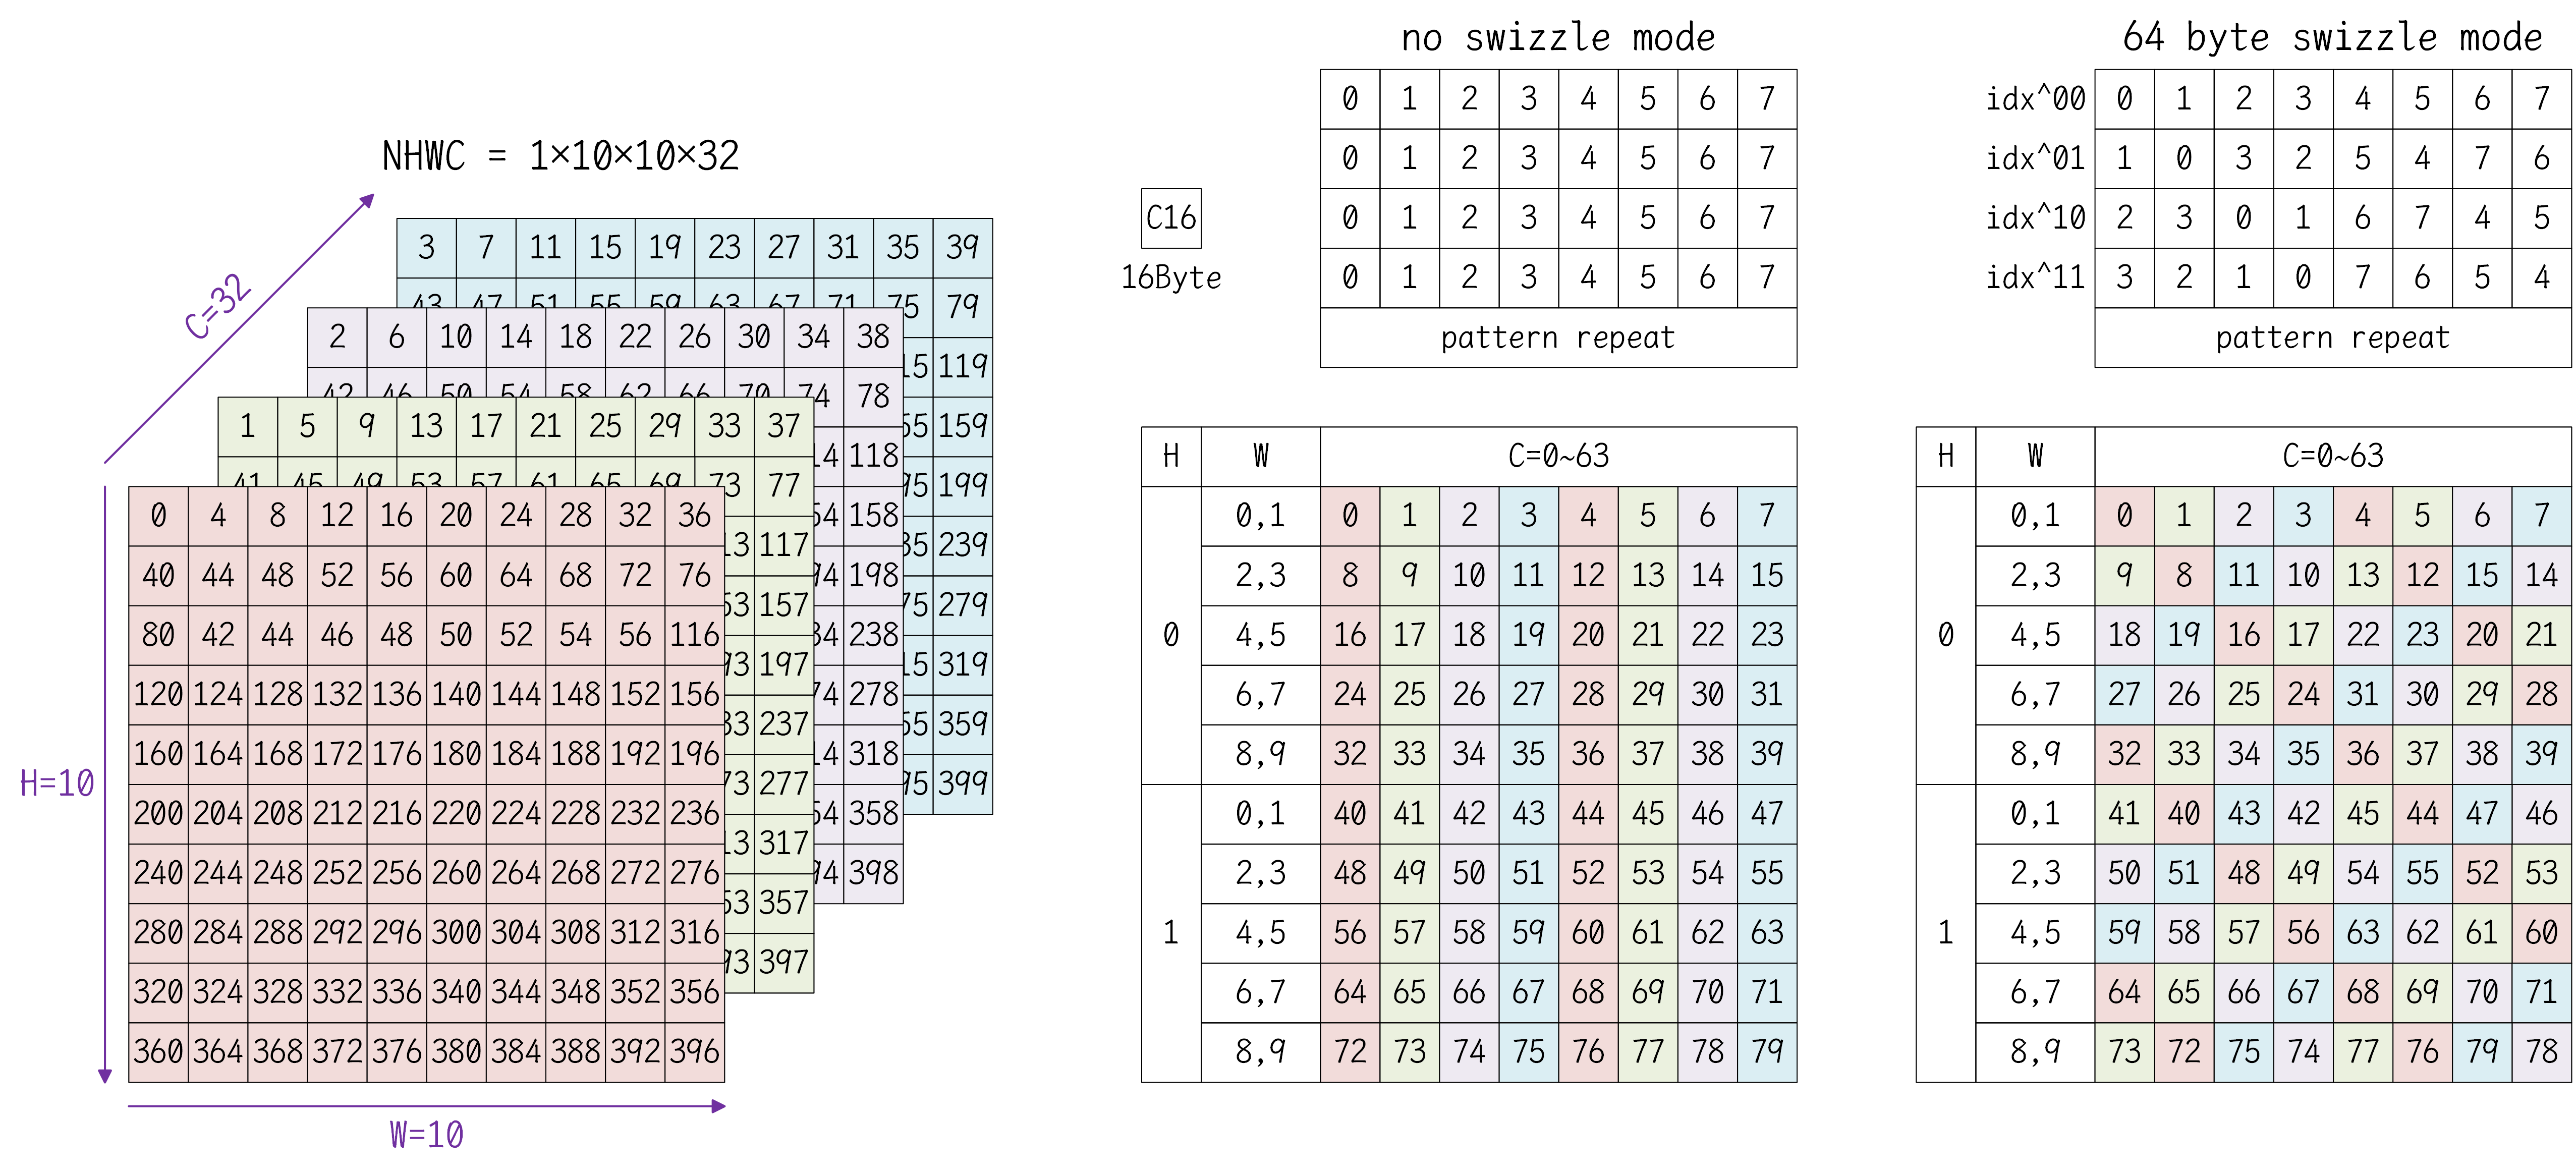 no swizzle mode
0 1 2 3 4 5 6 7
0 1 2 3 4 5 6 7
0 1 2 3 4 5 6 7
0 1 2 3 4 5 6 7
pattern repeat
64 byte swizzle mode
idx^00 0 1 2 3 4 5 6 7
idx^01 1 0 3 2 5 4 7 6
idx^10 2 3 0 1 6 7 4 5
idx^11 3 2 1 0 7 6 5 4
pattern repeat
C16
16Byte
NHWC = 1×10×10×32
C=32
H=10
W=10
3 7 11 15 19 23 27 31 35 39
43 47 51 55 59 63 67 71 75 79
119
159
199
239
279
319
359
399
2 6 10 14 18 22 26 30 34 38
42 46 50 54 58 62 66 70 74 78
118
158
198
238
278
318
358
398
1 5 9 13 17 21 25 29 33 37
41 45 49 53 57 61 65 69 73 77
117
157
197
237
277
317
357
397
0 4 8 12 16 20 24 28 32 36
40 44 48 52 56 60 64 68 72 76
80 42 44 46 48 50 52 54 56 116
120 124 128 132 136 140 144 148 152 156
160 164 168 172 176 180 184 188 192 196
200 204 208 212 216 220 224 228 232 236
240 244 248 252 256 260 264 268 272 276
280 284 288 292 296 300 304 308 312 316
320 324 328 332 336 340 344 348 352 356
360 364 368 372 376 380 384 388 392 396
H W C=0~63
0
0,1 0 1 2 3 4 5 6 7
2,3 8 9 10 11 12 13 14 15
4,5 16 17 18 19 20 21 22 23
6,7 24 25 26 27 28 29 30 31
8,9 32 33 34 35 36 37 38 39
1
0,1 40 41 42 43 44 45 46 47
2,3 48 49 50 51 52 53 54 55
4,5 56 57 58 59 60 61 62 63
6,7 64 65 66 67 68 69 70 71
8,9 72 73 74 75 76 77 78 79
H W C=0~63
0
0,1 0 1 2 3 4 5 6 7
2,3 9 8 11 10 13 12 15 14
4,5 18 19 16 17 22 23 20 21
6,7 27 26 25 24 31 30 29 28
8,9 32 33 34 35 36 37 38 39
1
0,1 41 40 43 42 45 44 47 46
2,3 50 51 48 49 54 55 52 53
4,5 59 58 57 56 63 62 61 60
6,7 64 65 66 67 68 69 70 71
8,9 73 72 75 74 77 76 79 78